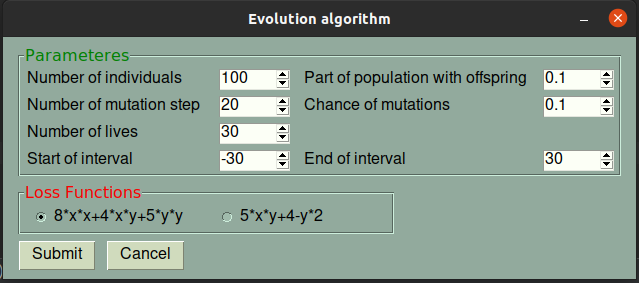 Evolution algorithm
Parameteres
Number of individuals 100 Part of population with offspring 0.1
Number of mutation step 20 Chance of mutations 0.1
Number of lives 30
Start of interval -30 End of interval 30
Loss Functions
8*x*x+4*x*y+5*y*y 5*x*y+4-y*2
Submit Cancel